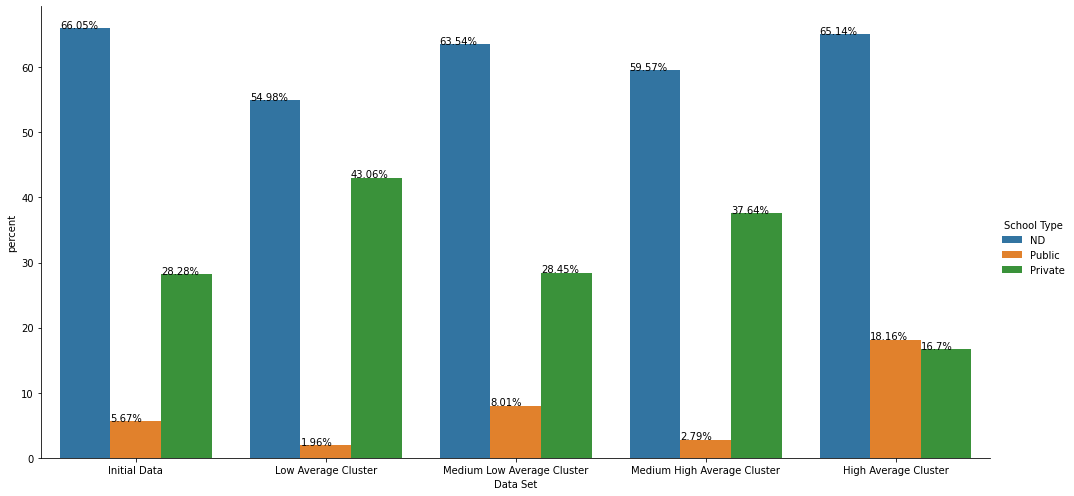 66.05%
5.67%
28.28%
54.98%
1.96%
43.06%
63.54%
8.01%
28.45%
59.57%
2.79%
37.64%
65.14%
18.16%
16.7%
percent
60
50
40
30
20
10
0
Initial Data
Low Average Cluster
Medium Low Average Cluster
Medium High Average Cluster
High Average Cluster
Data Set
School Type
ND
Public
Private